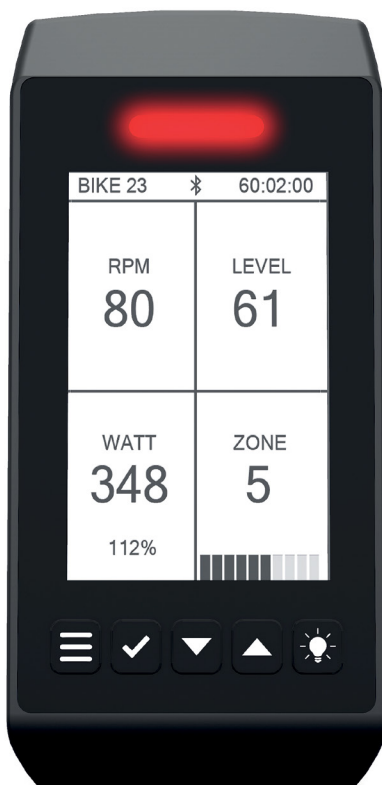 BIKE 23 60:02:00
RPM
80
LEVEL
61
WATT
348
112%
ZONE
5